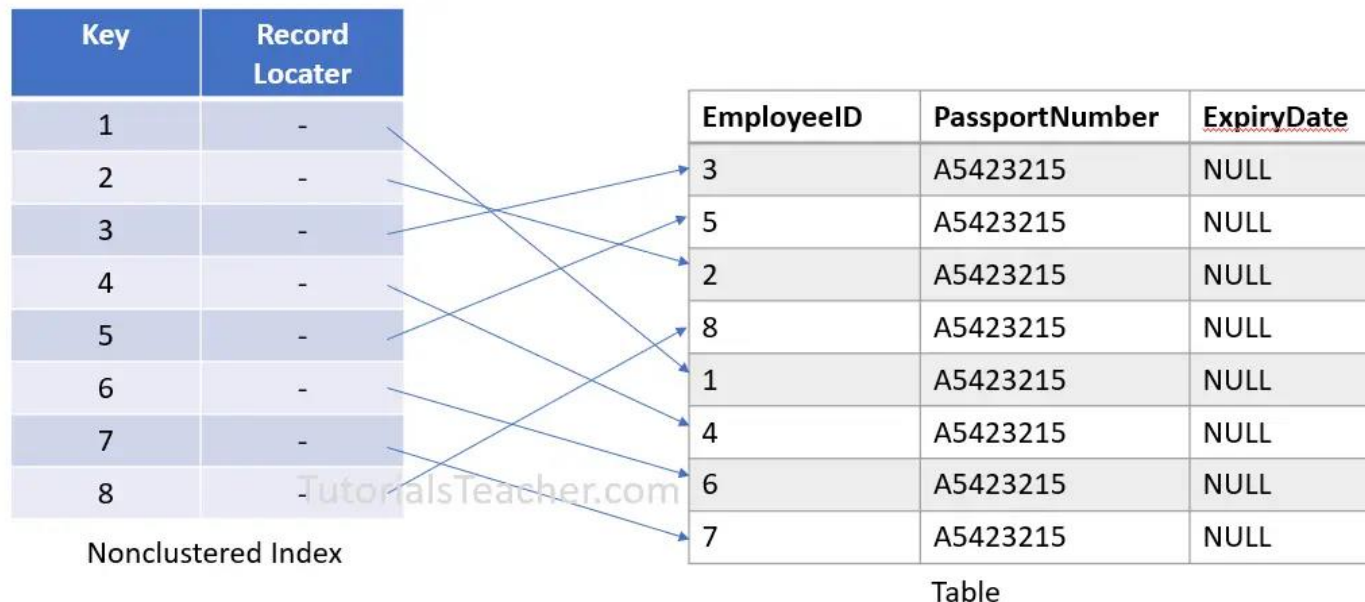 Key Record Locater
1 -
2 -
3 -
4 -
5 -
6 -
7 -
8 -
Nonclustered Index
EmployeeID PassportNumber ExpiryDate
3 A5423215 NULL
5 A5423215 NULL
2 A5423215 NULL
8 A5423215 NULL
1 A5423215 NULL
4 A5423215 NULL
6 A5423215 NULL
7 A5423215 NULL
Table
TutorialsTeacher.com